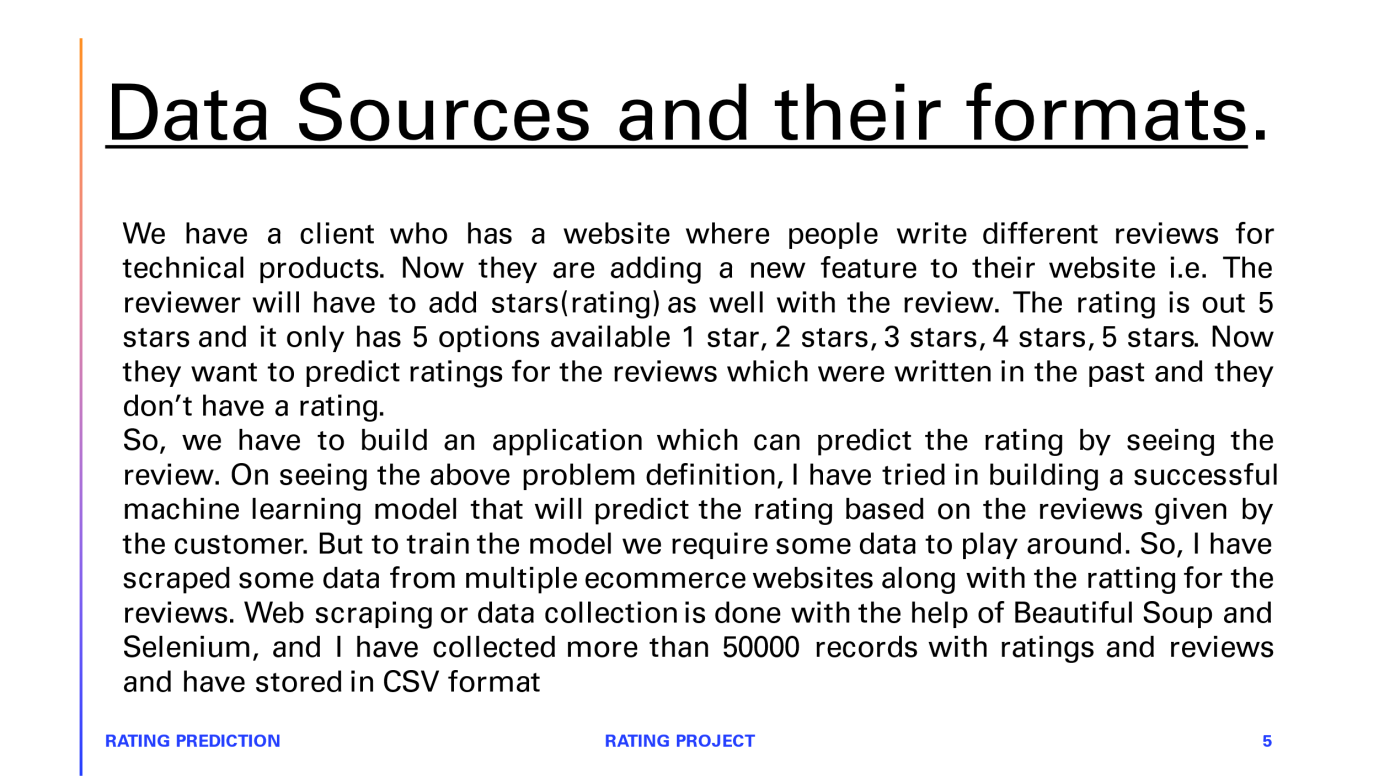 Data Sources and their formats.
We have a client who has a website where people write different reviews for
technical products. Now they are adding a new feature to their website i.e. The
reviewer will have to add stars(rating) as well with the review. The rating is out 5
stars and it only has 5 options available 1 star, 2 stars, 3 stars, 4 stars, 5 stars. Now
they want to predict ratings for the reviews which were written in the past and they
don’t have a rating.
So, we have to build an application which can predict the rating by seeing the
review. On seeing the above problem definition, I have tried in building a successful
machine learning model that will predict the rating based on the reviews given by
the customer. But to train the model we require some data to play around. So, I have
scraped some data from multiple ecommerce websites along with the ratting for the
reviews. Web scraping or data collection is done with the help of Beautiful Soup and
Selenium, and I have collected more than 50000 records with ratings and reviews
and have stored in CSV format
RATING PREDICTION RATING PROJECT 5